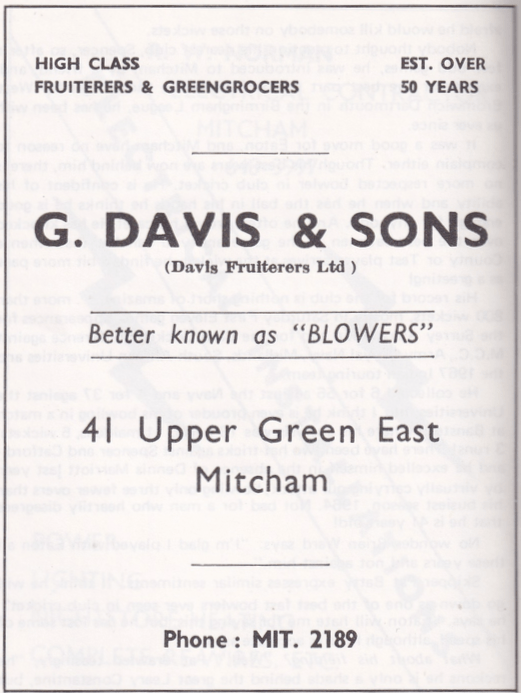 HIGH CLASS EST. OVER
FRUITERERS & GREENGROCERS 50 YEARS
G. DAVIS & SONS
(Davis Fruiterers Ltd)
Better known as "BLOWERS"
41 Upper Green East
Mitcham
Phone: MIT. 2189